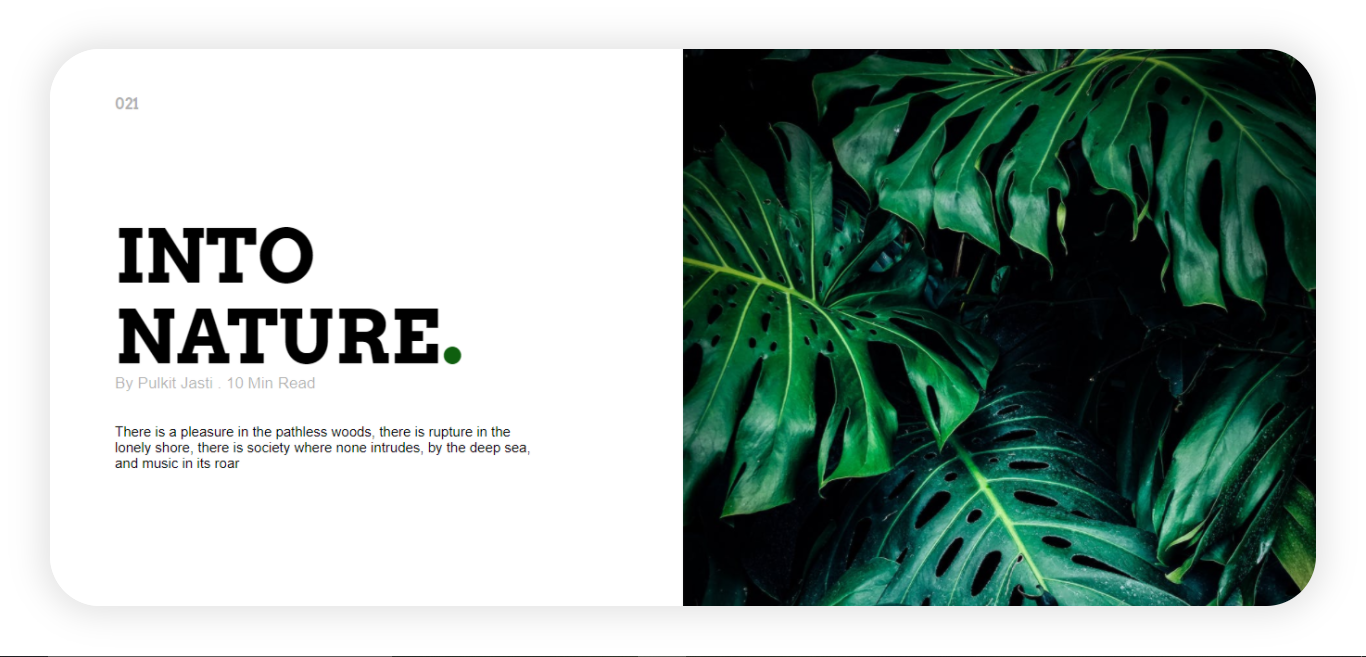 021
INTO
NATURE.
By Pulkit Jasti . 10 Min Read
There is a pleasure in the pathless woods, there is rupture in the
lonely shore, there is society where none intrudes, by the deep sea,
and music in its roar